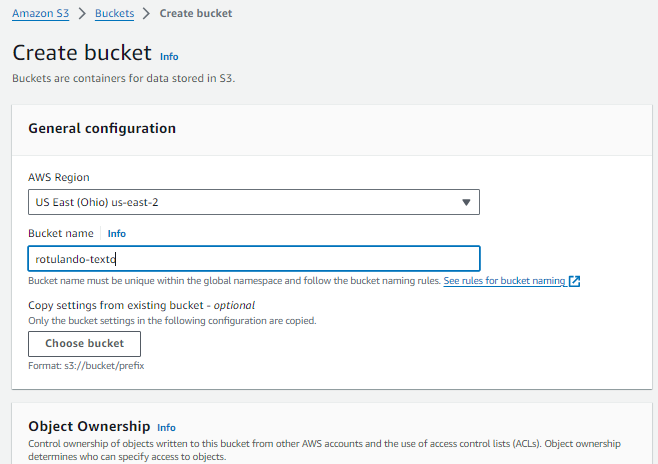 Amazon S3 > Buckets > Create bucket
Create bucket Info
Buckets are containers for data stored in S3.
General configuration
AWS Region
US East (Ohio) us-east-2
Bucket name Info
rotulando-texto
Bucket name must be unique within the global namespace and follow the bucket naming rules. See rules for bucket naming
Copy settings from existing bucket - optional
Only the bucket settings in the following configuration are copied.
Choose bucket
Format: s3://bucket/prefix
Object Ownership Info
Control ownership of objects written to this bucket from other AWS accounts and the use of access control lists (ACLs). Object ownership
determines who can specify access to objects.